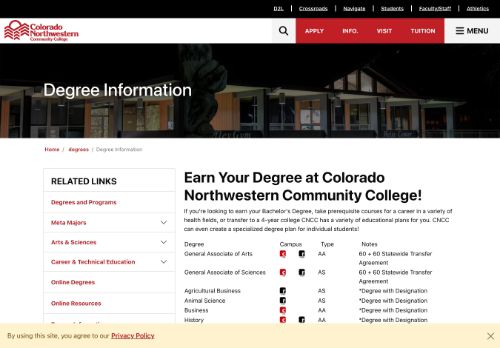 D2L Crossroads Navigate Students Faculty/Staff Athletics
Colorado
Northwestern
Community College
APPLY INFO. VISIT TUITION MENU
Degree Information
Home / degrees / Degree Information
RELATED LINKS
Degrees and Programs
Meta Majors
Arts & Sciences
Career & Technical Education
Online Degrees
Online Resources
Earn Your Degree at Colorado
Northwestern Community College!
If you're looking to earn your Bachelor's Degree, take prerequisite courses for a career in a variety of
health fields, or transfer to a 4-year college CNCC has a variety of educational plans for you. CNCC
can even create a specialized degree plan for individual students!
Degree Campus Type Notes
General Associate of Arts AA 60 + 60 Statewide Transfer
Agreement
General Associate of Sciences AS 60 + 60 Statewide Transfer
Agreement
Agricultural Business AS *Degree with Designation
Animal Science AS *Degree with Designation
Business AA *Degree with Designation
History AA *Degree with Designation
By using this site, you agree to our Privacy Policy